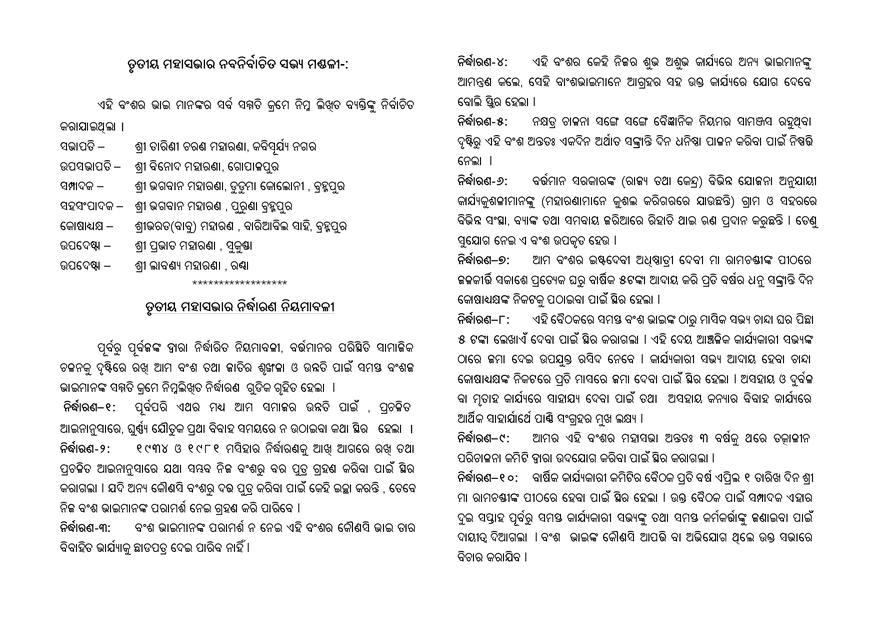 ତୃତୀୟ ମହାସଭାର ନବନିର୍ବାଚିତ ସଭ୍ୟ ମଣ୍ଡଳୀ-:
ଏହି ବଂଶର ଭାଇ ମାନଙ୍କର ସର୍ବ ସମ୍ମତି କ୍ରମେ ନିମ୍ନ ଲିଖିତ ବ୍ୟକ୍ତିଙ୍କୁ ନିର୍ବାଚିତ
କରାଯାଇଥିଲା ।
ସଭାପତି – ଶ୍ରୀ ତାରିଣୀ ଚରଣ ମହାରଣା, କବିସୂର୍ଯ୍ୟ ନଗର
ଉପସଭାପତି – ଶ୍ରୀ ବିନୋଦ ମହାରଣା, ଗୋପାଳପୁର
ସମ୍ପାଦକ – ଶ୍ରୀ ଭଗବାନ ମହାରଣା, ଡୁଡୁମା କୋଲୋନୀ , ବ୍ରହ୍ମପୁର
ସହସଂପାଦକ – ଶ୍ରୀ ଭଗବାନ ମହାରଣ , ପୁରୁଣା ବ୍ରହ୍ମପୁର
କୋଷାଧ୍ୟକ୍ଷ – ଶ୍ରୀଭରତ(ବାବୁ) ମହାରଣ , ବାରିଆବିଲ ସାହି, ବ୍ରହ୍ମପୁର
ଉପଦେଷ୍ଟା – ଶ୍ରୀ ପ୍ରଭାତ ମହାରଣା , ସୁକୁଣ୍ଡା
ଉପଦେଷ୍ଟା – ଶ୍ରୀ ଲାବଣ୍ୟ ମହାରଣା , ରଣ୍ଢା
******************
ତୃତୀୟ ମହାସଭାର ନିର୍ଦ୍ଧାରଣ ନିୟମାବଳୀ
ପୂର୍ବରୁ ପୂର୍ବଜଙ୍କ ଦ୍ୱାରା ନିର୍ଦ୍ଧାରିତ ନିୟମାବଳୀ, ବର୍ତ୍ତମାନର ପରିସ୍ଥିତି ସାମାଜିକ
ଚଳନକୁ ଦୃଷ୍ଟିରେ ରଖି ଆମ ବଂଶ ତଥା ଜାତିର ଶୃଙ୍ଖଳା ଓ ଉନ୍ନତି ପାଇଁ ସମସ୍ତ ବଂଶଜ
ଭାଇମାନଙ୍କ ସମ୍ମତି କ୍ରମେ ନିମ୍ନଲିଖିତ ନିର୍ଦ୍ଧାରଣ ଗୁଡିକ ଗୃହିତ ହେଲା ।
ନିର୍ଦ୍ଧାରଣ–୧: ପୂର୍ବପରି ଏଥର ମଧ୍ୟ ଆମ ସମାଜର ଉନ୍ନତି ପାଇଁ , ପ୍ରଚଳିତ
ଆଇନାନୁସାରେ, ଘୃଣ୍ୟ ଯୌତୁକ ପ୍ରଥା ବିବାହ ସମୟରେ ନ ଉଠାଇବା କଥା ସ୍ଥିର ହେଲା ।
ନିର୍ଦ୍ଧାରଣ-୨: ୧୯୩୪ ଓ ୧୯୮୧ ମସିହାର ନିର୍ଦ୍ଧାରଣକୁ ଆଖି ଆଗରେ ରଖି ତଥା
ପ୍ରଚଳିତ ଆଇନାନୁସାରେ ଯଥା ସମ୍ଭବ ନିଜ ବଂଶରୁ ବର ପୁତ୍ର ଗ୍ରହଣ କରିବା ପାଇଁ ସ୍ଥିର
କରାଗଲା । ଯଦି ଅନ୍ୟ କୌଣସି ବଂଶରୁ ଦତ୍ତ ପୁତ୍ର କରିବା ପାଇଁ କେହି ଇଚ୍ଛା କରନ୍ତି , ତେବେ
ନିଜ ବଂଶ ଭାଇମାନଙ୍କ ପରାମର୍ଶ ନେଇ ଗ୍ରହଣ କରି ପାରିବେ ।
ନିର୍ଦ୍ଧାରଣ-୩: ବଂଶ ଭାଇମାନଙ୍କ ପରାମର୍ଶ ନ ନେଇ ଏହି ବଂଶର କୌଣସି ଭାଇ ତାର
ବିବାହିତ ଭାର୍ଯ୍ୟାକୁ ଛାଡପତ୍ର ଦେଇ ପାରିବ ନାହିଁ ।
ନିର୍ଦ୍ଧାରଣ-୪: ଏହି ବଂଶର କେହି ନିଜର ଶୁଭ ଅଶୁଭ କାର୍ଯ୍ୟରେ ଅନ୍ୟ ଭାଇମାନଙ୍କୁ
ଆମନ୍ତ୍ରଣ କଲେ, ସେହି ବାଂଶଭାଇମାନେ ଆଗ୍ରହର ସହ ଉକ୍ତ କାର୍ଯ୍ୟରେ ଯୋଗ ଦେବେ
ବୋଲି ସ୍ଥିର ହେଲା ।
ନିର୍ଦ୍ଧାରଣ-୫: ନକ୍ଷତ୍ର ଚାଳନା ସଙ୍ଗେ ସଙ୍ଗେ ବୈଜ୍ଞାନିକ ନିୟମର ସାମଞ୍ଜସ ରହୁଥିବା
ଦୃଷ୍ଟିରୁ ଏହି ବଂଶ ଅନ୍ତତଃ ଏକଦିନ ଅର୍ଥାତ ସଙ୍କ୍ରାନ୍ତି ଦିନ ଧନିଷ୍ଠା ପାଳନ କରିବା ପାଇଁ ନିଷ୍ପତ୍ତି
ନେଲା ।
ନିର୍ଦ୍ଧାରଣ-୬: ବର୍ତ୍ତମାନ ସରକାରଙ୍କ (ରାଜ୍ୟ ତଥା କେନ୍ଦ୍ର) ବିଭିନ୍ନ ଯୋଜନା ଅନୁଯାୟୀ
କାର୍ଯ୍ୟକୁଶଳୀମାନଙ୍କୁ (ମହାରଣାମାନେ କୁଶଳ କରିଗରରେ ଯାଉଛନ୍ତି) ଗ୍ରାମ ଓ ସହରରେ
ବିଭିନ୍ନ ସଂସ୍ଥା, ବ୍ୟାଙ୍କ ତଥା ସମବାୟ ଜରିଆରେ ରିହାତି ଥାଇ ଋଣ ପ୍ରଦାନ କରୁଛନ୍ତି । ତେଣୁ
ସୁଯୋଗ ନେଇ ଏ ବଂଶ ଉପକୃତ ହେଉ ।
ନିର୍ଦ୍ଧାରଣ–୭: ଆମ ବଂଶର ଇଷ୍ଟଦେବୀ ଅଧିଷ୍ଠାତ୍ରୀ ଦେବୀ ମା ରାମଚଣ୍ଡୀଙ୍କ ପୀଠରେ
ଜଳକୀର୍ତ୍ତି ସକାଶେ ପ୍ରତ୍ୟେକ ଘରୁ ବାର୍ଷିକ ୫ଟଙ୍କା ଆଦାୟ କରି ପ୍ରତି ବର୍ଷର ଧନୁ ସଙ୍କ୍ରାନ୍ତି ଦିନ
କୋଷାଧ୍ୟକ୍ଷଙ୍କ ନିକଟକୁ ପଠାଇବା ପାଇଁ ସ୍ଥିର ହେଲା ।
ନିର୍ଦ୍ଧାରଣ–୮: ଏହି ବୈଠକରେ ସମସ୍ତ ବଂଶ ଭାଇଙ୍କ ଠାରୁ ମାସିକ ସଭ୍ୟ ଚାନ୍ଦା ଘର ପିଛା
୫ ଟଙ୍କା ଲେଖାଏଁ ଦେବା ପାଇଁ ସ୍ଥିର କରାଗଲା । ଏହି ଦେୟ ଆଞ୍ଚଳିକ କାର୍ଯ୍ୟକାରୀ ସଭ୍ୟଙ୍କ
ଠାରେ ଜମା ଦେଇ ଉପଯୁକ୍ତ ରସିଦ ନେବେ । କାର୍ଯ୍ୟକାରୀ ସଭ୍ୟ ଆଦାୟ ହେବା ଚାନ୍ଦା
କୋଷାଧ୍ୟକ୍ଷଙ୍କ ନିକଟରେ ପ୍ରତି ମାସରେ ଜମା ଦେବା ପାଇଁ ସ୍ଥିର ହେଲା । ଅସହାୟ ଓ ଦୁର୍ବଳ
ବା ମୃତାହ କାର୍ଯ୍ୟରେ ସାହାଯ୍ୟ ଦେବା ପାଇଁ ତଥା ଅସହାୟ କନ୍ୟାର ବିବାହ କାର୍ଯ୍ୟରେ
ଆର୍ଥିକ ସାହାର୍ଯାର୍ଥେ ପାଣ୍ଠି ସଂଗ୍ରହର ମୁଖ ଲକ୍ଷ୍ୟ ।
ନିର୍ଦ୍ଧାରଣ–୯: ଆମର ଏହି ବଂଶର ମହାସଭା ଅନ୍ତତଃ ୩ ବର୍ଷକୁ ଥରେ ତତ୍କାଳୀନ
ପରିଚାଳନା କମିଟି ଦ୍ୱାରା ଉଦଯୋଗ କରିବା ପାଇଁ ସ୍ଥିର କରାଗଲା ।
ନିର୍ଦ୍ଧାରଣ–୧୦: ବାର୍ଷିକ କାର୍ଯ୍ୟକାରୀ କମିଟିର ବୈଠକ ପ୍ରତି ବର୍ଷ ଏପ୍ରିଲ ୧ ତାରିଖ ଦିନ ଶ୍ରୀ
ମା ରାମଚଣ୍ଡୀଙ୍କ ପୀଠରେ ହେବା ପାଇଁ ସ୍ଥିର ହେଲା । ଉକ୍ତ ବୈଠକ ପାଇଁ ସମ୍ପାଦକ ଏହାର
ଦୁଇ ସପ୍ତାହ ପୂର୍ବରୁ ସମସ୍ତ କାର୍ଯ୍ୟକାରୀ ସଭ୍ୟଙ୍କୁ ତଥା ସମସ୍ତ କର୍ମକର୍ତ୍ତାଙ୍କୁ ଜଣାଇବା ପାଇଁ
ଦାୟୀତ୍ୱ ଦିଆଗଲା । ବଂଶ ଭାଇଙ୍କ କୌଣସି ଆପତ୍ତି ବା ଅଭିଯୋଗ ଥିଲେ ଉକ୍ତ ସଭାରେ
ବିଚାର କରାଯିବ ।